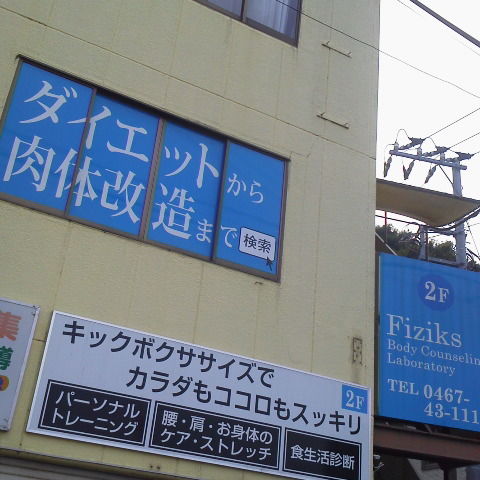 ダイエットから
肉体改造まで
検索
2F
Fiziks
Body Counseling
Laboratory
TEL 0467-
43-111
キックボクササイズで
カラダもココロもスッキリ
2F
パーソナル
トレーニング
腰・肩・お身体の
ケア・ストレッチ
食生活診断
集
導